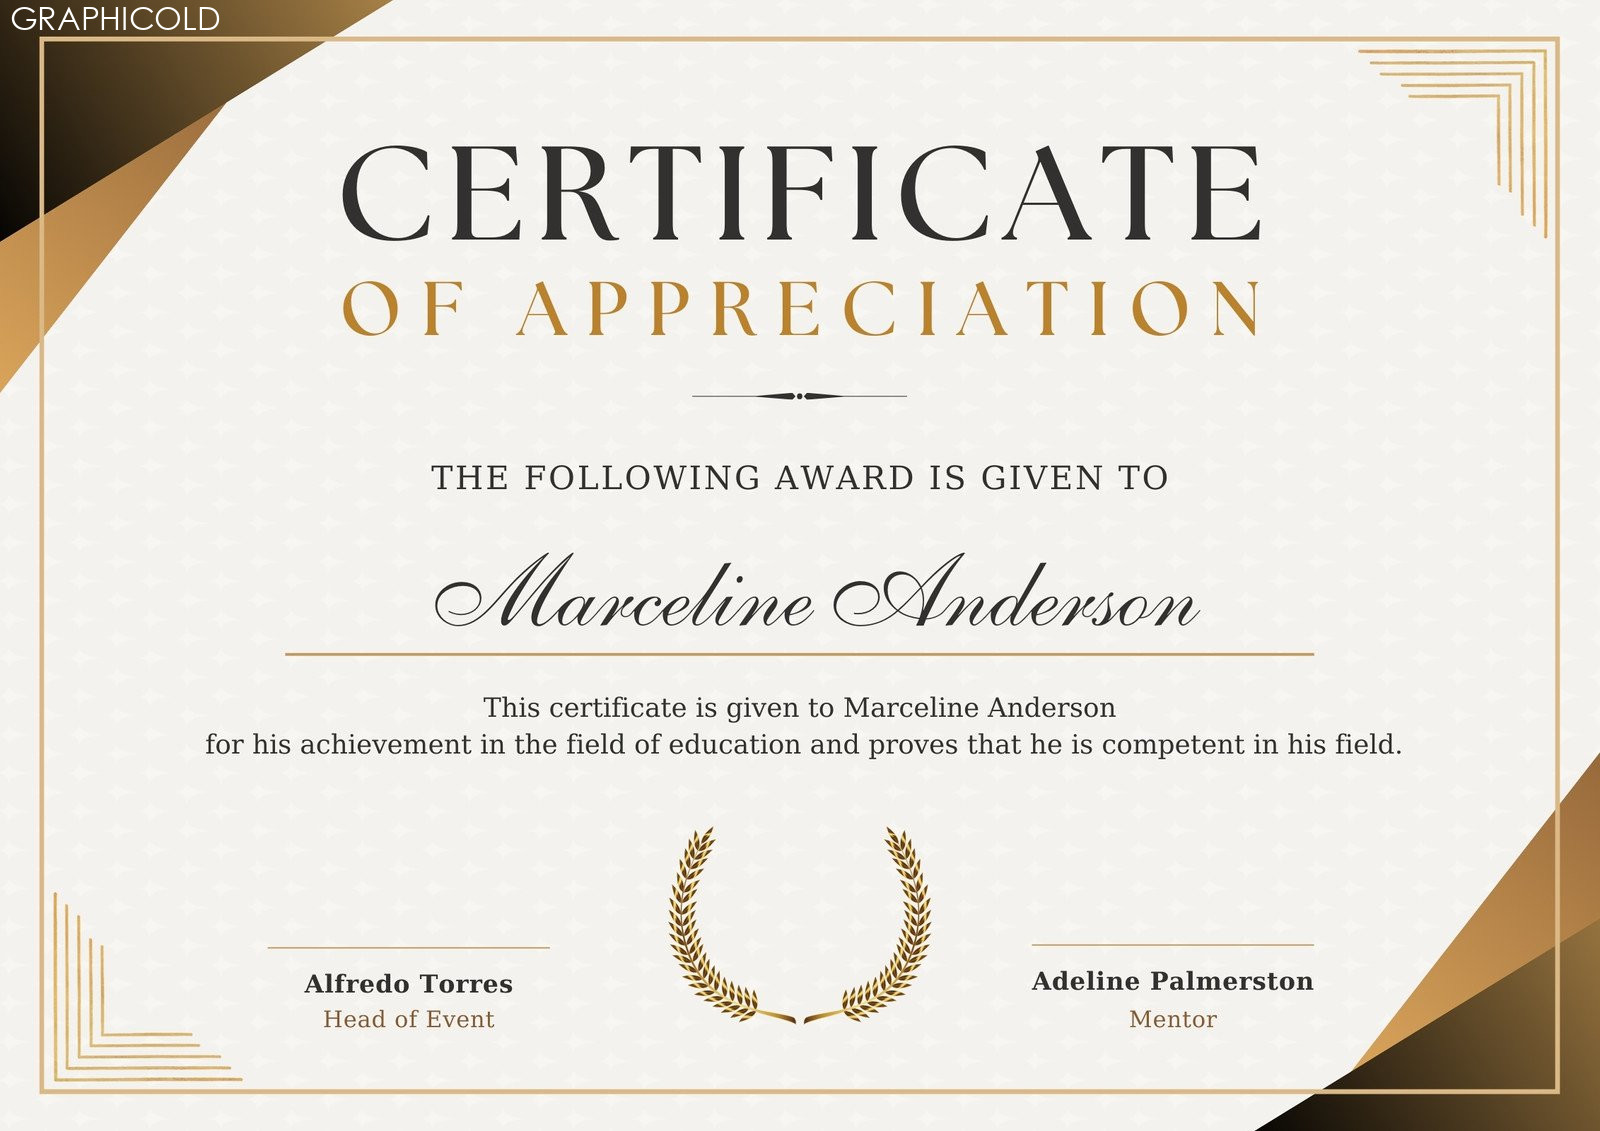 GRAPHICOLD
CERTIFICATE
OF APPRECIATION
THE FOLLOWING AWARD IS GIVEN TO
Marceline Anderson
This certificate is given to Marceline Anderson
for his achievement in the field of education and proves that he is competent in his field.
Alfredo Torres
Head of Event
Adeline Palmerston
Mentor